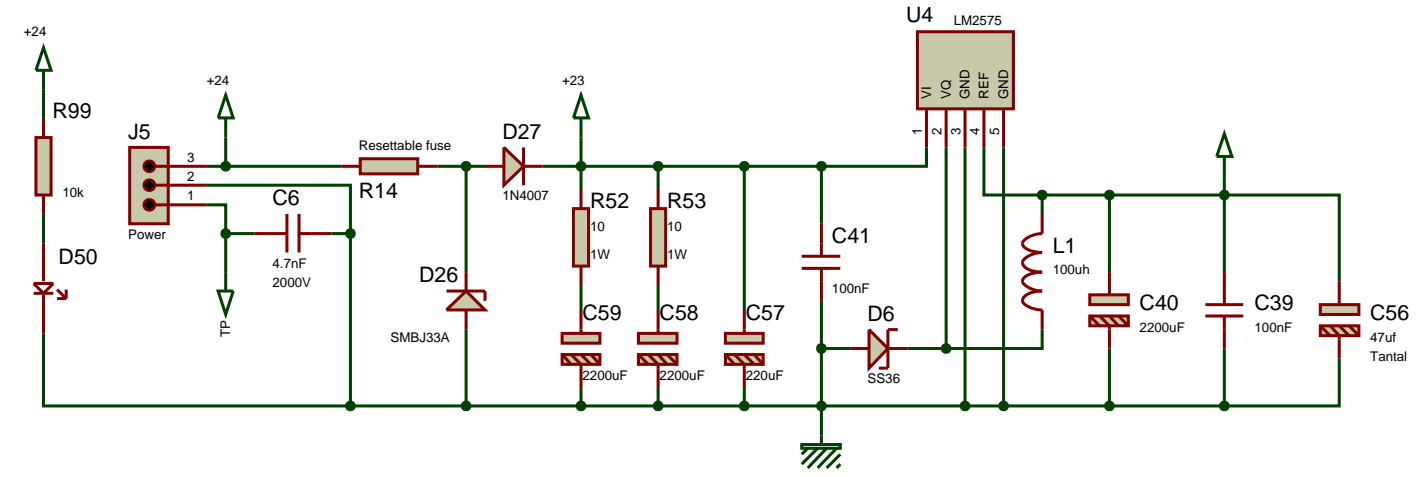 +24
R99
10k
D50
J5
3
2
1
Power
+24
C6
4.7nF
2000V
TP
Resettable fuse
R14
D27
1N4007
D26
SMBJ33A
+23
R52
10
1W
R53
10
1W
C59
2200uF
C58
2200uF
C57
220uF
C41
100nF
D6
SS36
U4
LM2575
VI
VQ
GND
REF
GND
1
2
3
4
5
L1
100uh
C40
2200uF
C39
100nF
C56
47uf
Tantal